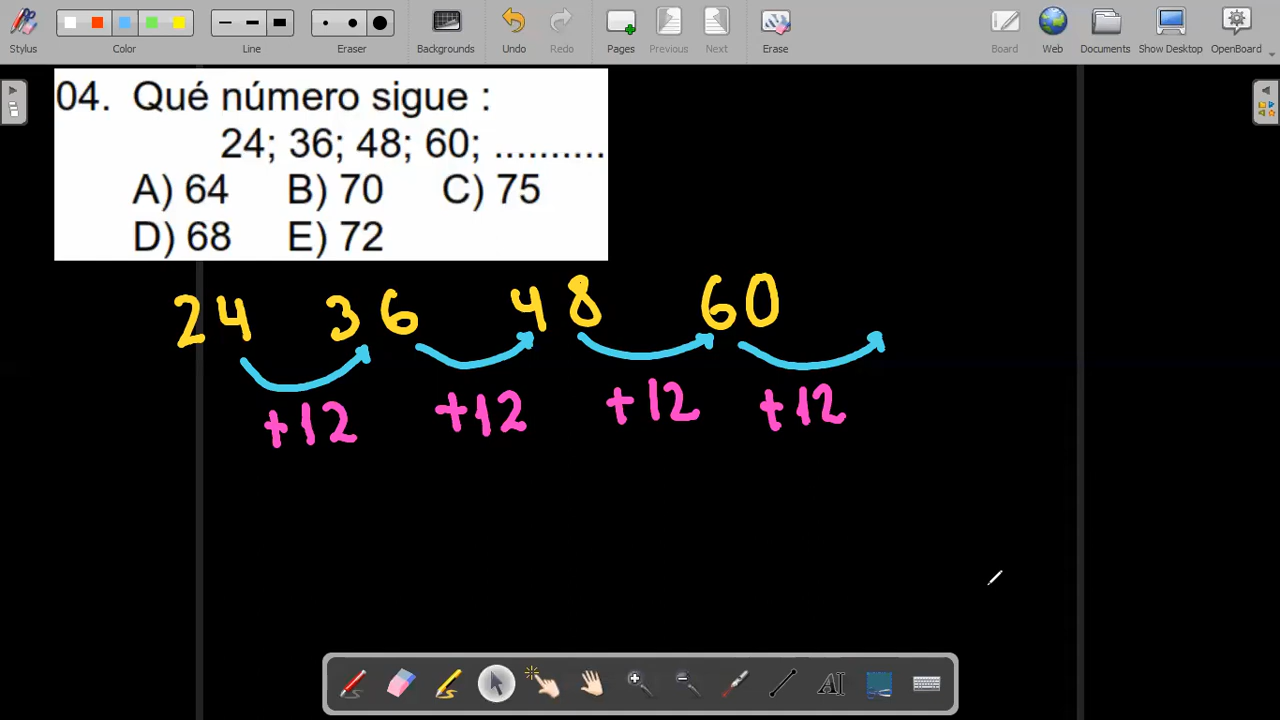 Stylus Color Line Eraser Backgrounds Undo Redo Pages Previous Next Erase Board Web Documents Show Desktop OpenBoard
04. Qué número sigue :
24; 36; 48; 60; ..........
A) 64 B) 70 C) 75
D) 68 E) 72
24 36 48 60
+12 +12 +12 +12
AI